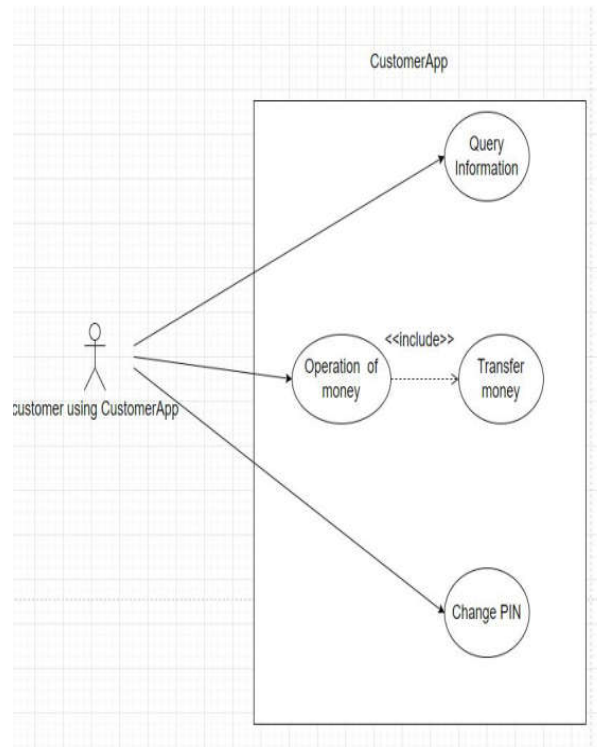 CustomerApp
Query
Information
<<include>>
Operation of
money
Transfer
money
customer using CustomerApp
Change PIN